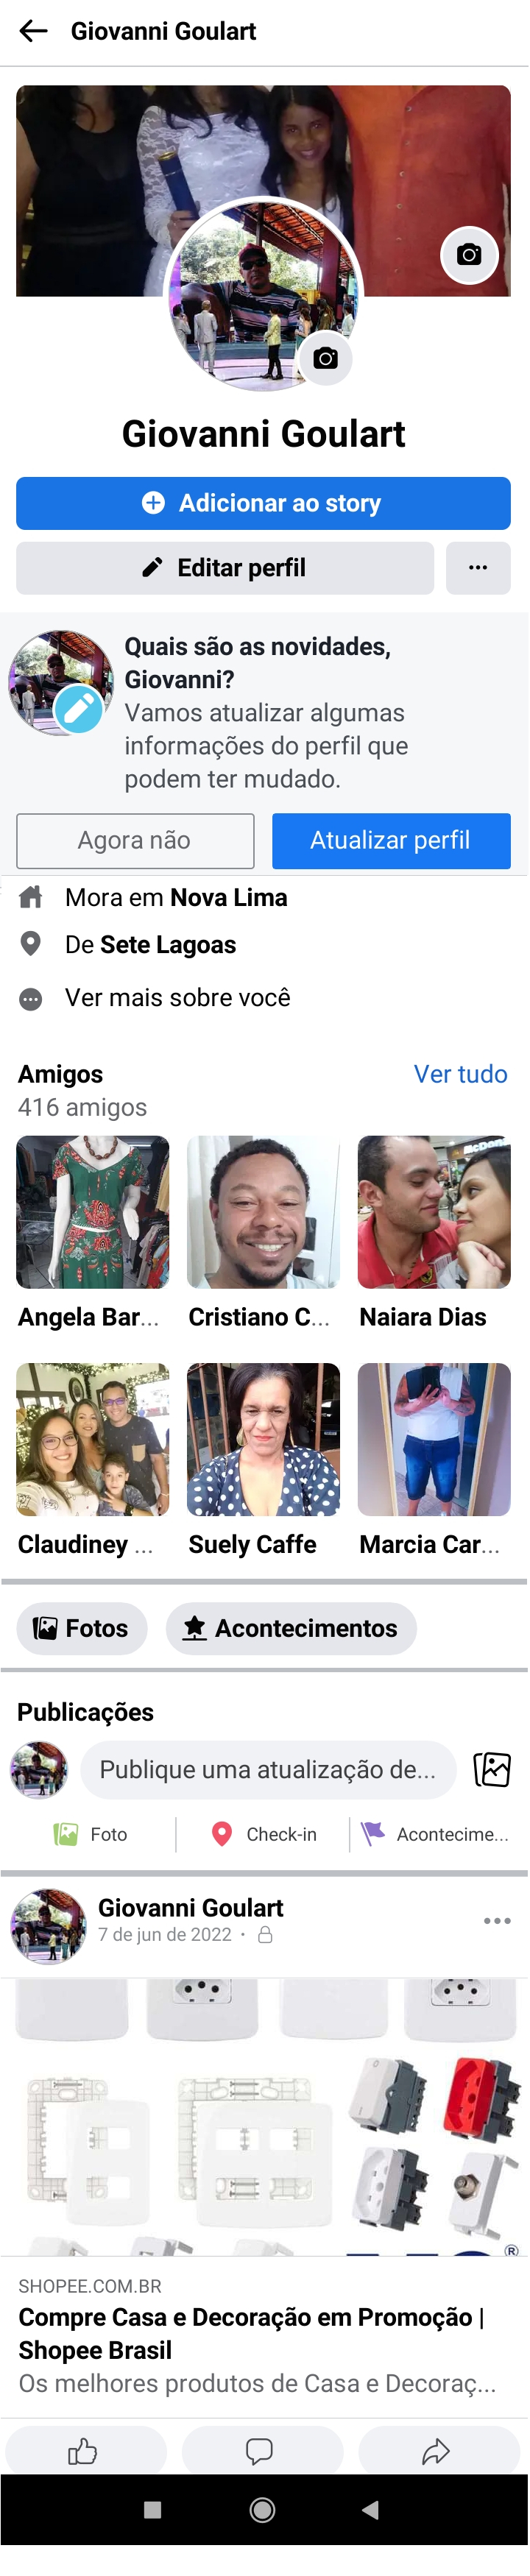 Giovanni Goulart
Giovanni Goulart
Adicionar ao story
Editar perfil
Quais são as novidades,
Giovanni?
Vamos atualizar algumas
informações do perfil que
podem ter mudado.
Agora não
Atualizar perfil
Mora em Nova Lima
De Sete Lagoas
Ver mais sobre você
Amigos
Ver tudo
416 amigos
McDon
Angela Bar...
Cristiano C...
Naiara Dias
Claudiney ...
Suely Caffe
Marcia Car...
Fotos
Acontecimentos
Publicações
Publique uma atualização de...
Foto
Check-in
Acontecime...
Giovanni Goulart
7 de jun de 2022 ·
®
SHOPEE.COM.BR
Compre Casa e Decoração em Promoção |
Shopee Brasil
Os melhores produtos de Casa e Decoraç...